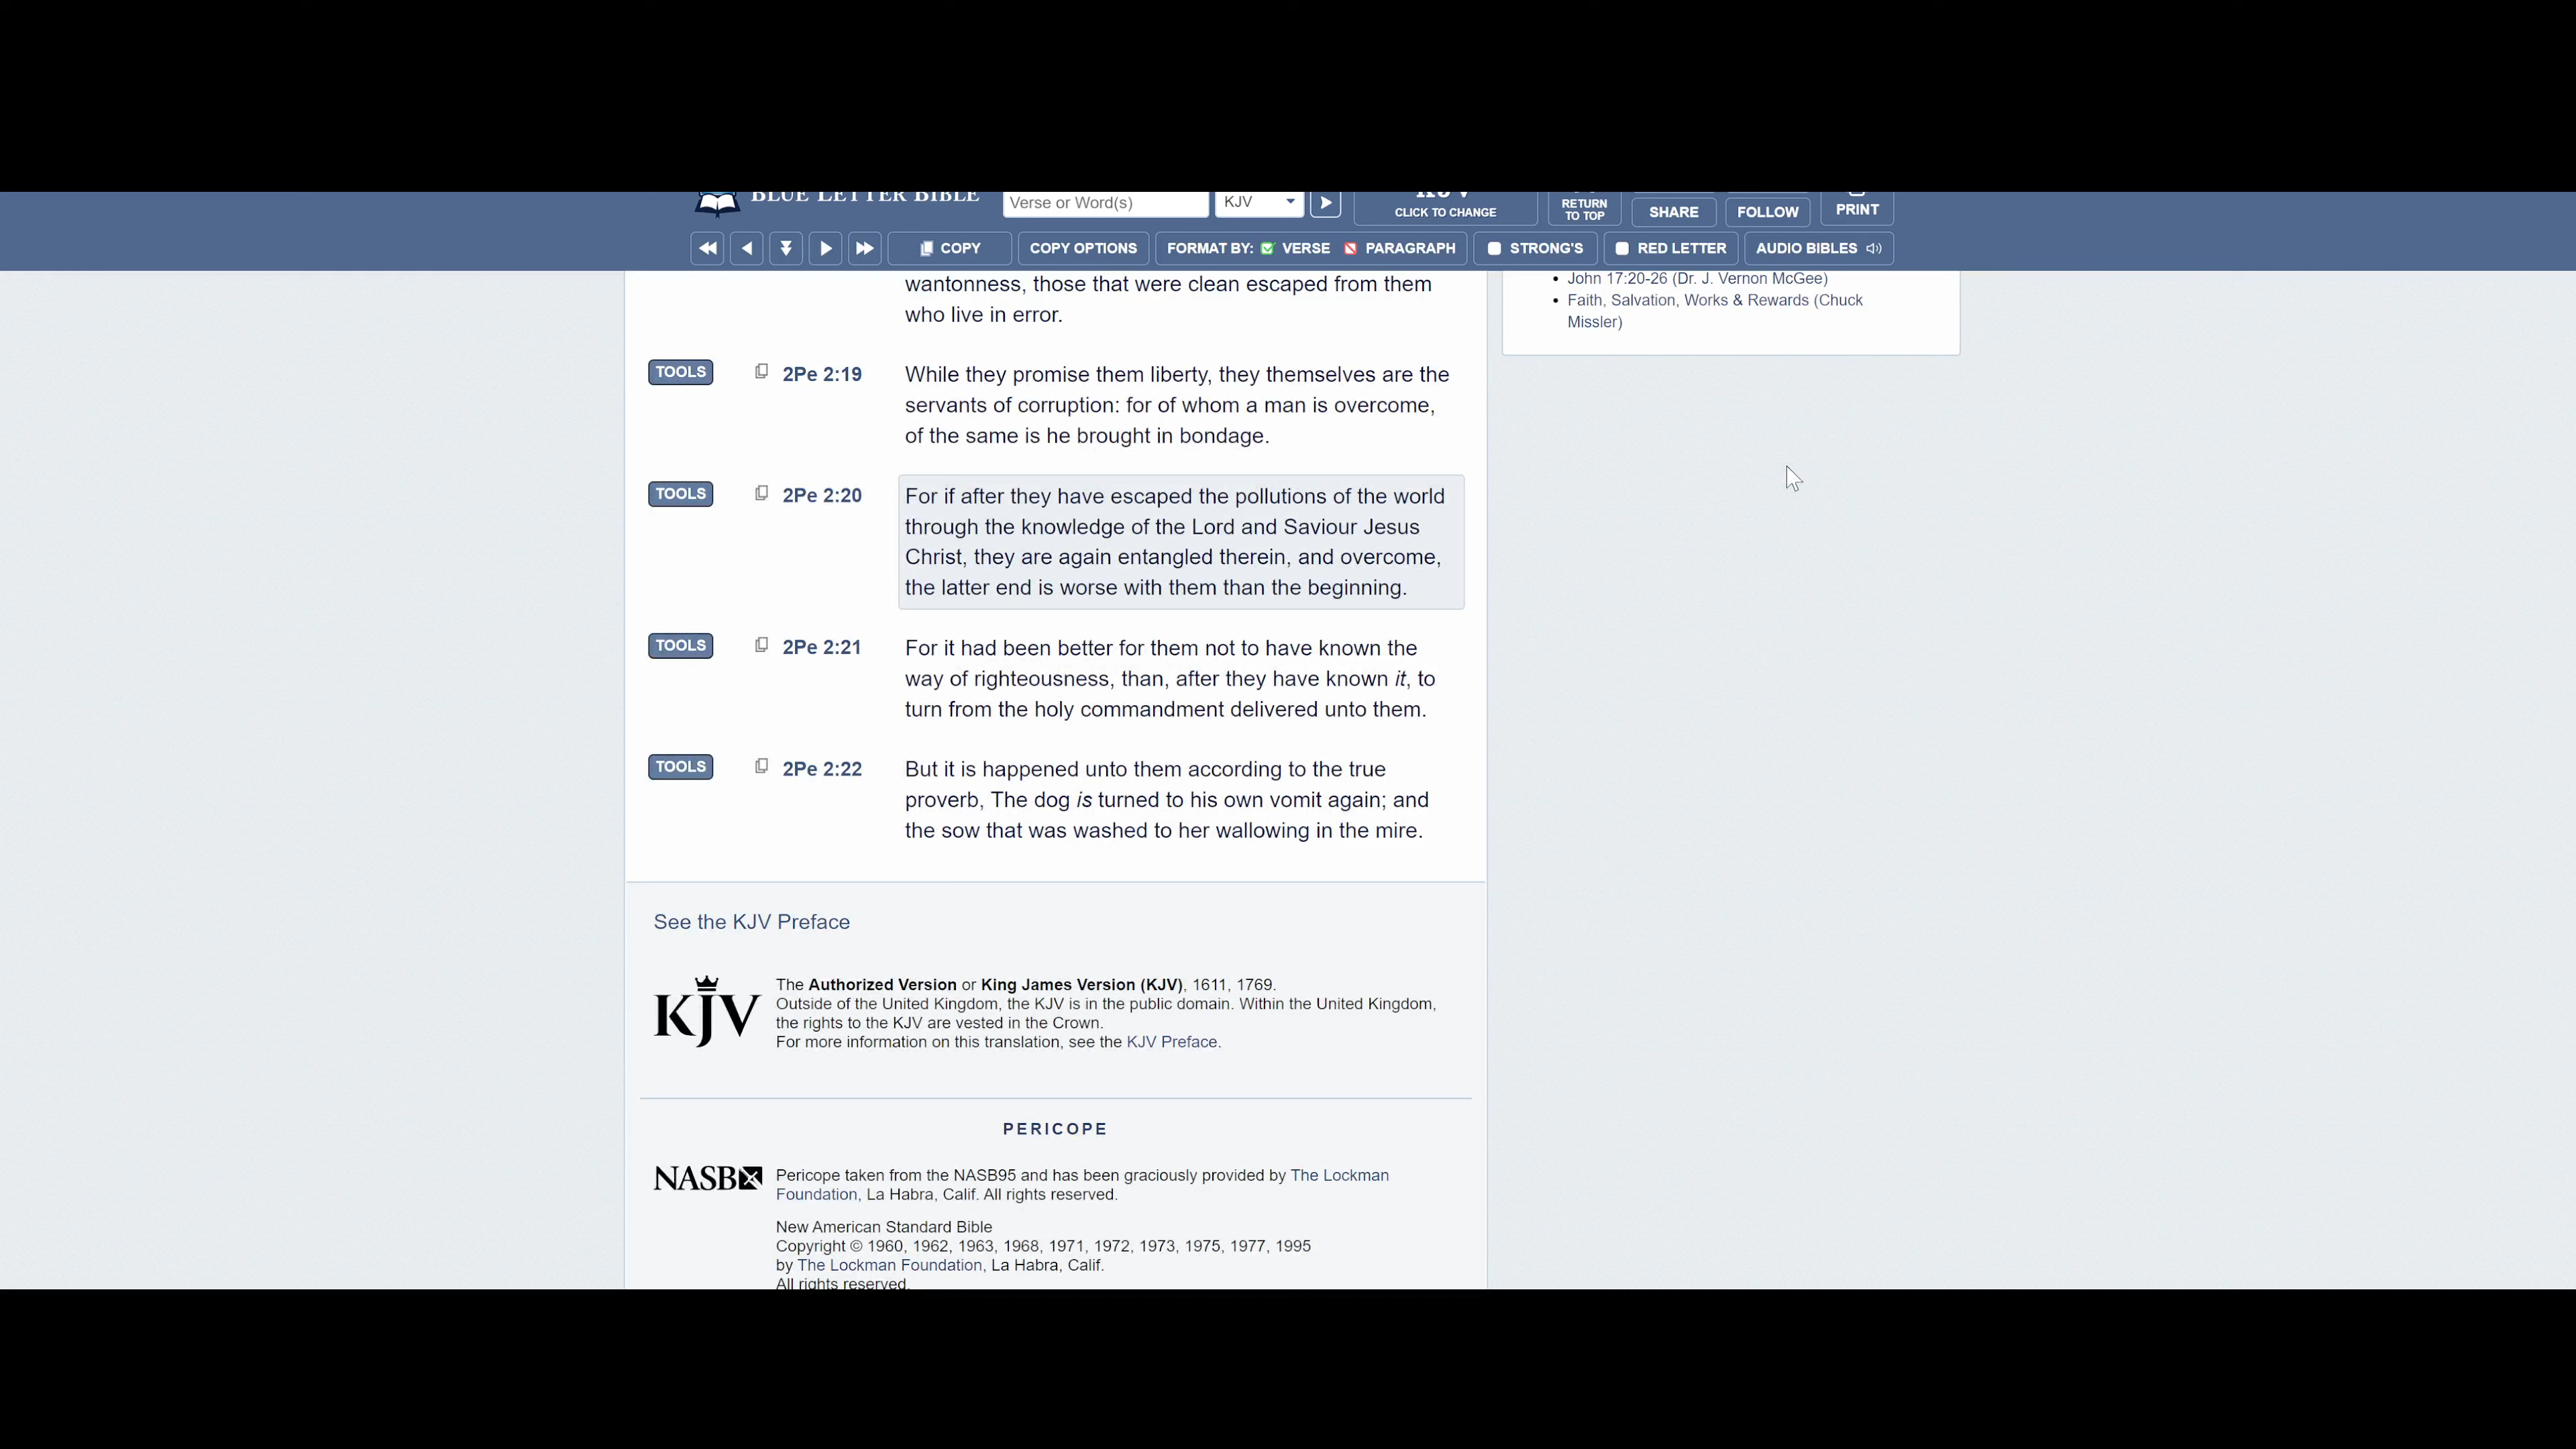 BLUE LETTER BIBLE
Verse or Word(s)
KJV
KJV
CLICK TO CHANGE
RETURN
TO TOP
SHARE
FOLLOW
PRINT
COPY
COPY OPTIONS
FORMAT BY: VERSE PARAGRAPH
STRONG'S
RED LETTER
AUDIO BIBLES
wantonness, those that were clean escaped from them
who live in error.
TOOLS
2Pe 2:19
While they promise them liberty, they themselves are the
servants of corruption: for of whom a man is overcome,
of the same is he brought in bondage.
TOOLS
2Pe 2:20
For if after they have escaped the pollutions of the world
through the knowledge of the Lord and Saviour Jesus
Christ, they are again entangled therein, and overcome,
the latter end is worse with them than the beginning.
TOOLS
2Pe 2:21
For it had been better for them not to have known the
way of righteousness, than, after they have known it, to
turn from the holy commandment delivered unto them.
TOOLS
2Pe 2:22
But it is happened unto them according to the true
proverb, The dog is turned to his own vomit again; and
the sow that was washed to her wallowing in the mire.
• John 17:20-26 (Dr. J. Vernon McGee)
• Faith, Salvation, Works & Rewards (Chuck
Missler)
See the KJV Preface
KJV
The Authorized Version or King James Version (KJV), 1611, 1769.
Outside of the United Kingdom, the KJV is in the public domain. Within the United Kingdom,
the rights to the KJV are vested in the Crown.
For more information on this translation, see the KJV Preface.
PERICOPE
NASB
Pericope taken from the NASB95 and has been graciously provided by The Lockman
Foundation, La Habra, Calif. All rights reserved.
New American Standard Bible
Copyright © 1960, 1962, 1963, 1968, 1971, 1972, 1973, 1975, 1977, 1995
by The Lockman Foundation, La Habra, Calif.
All rights reserved.